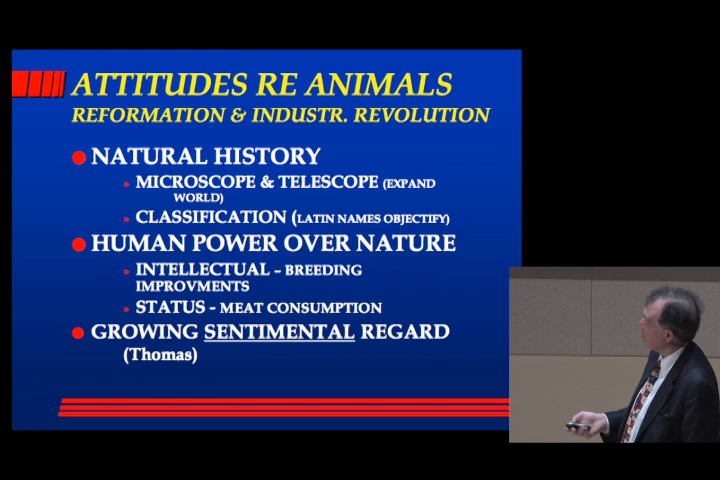 ATTITUDES RE ANIMALS
REFORMATION & INDUSTR. REVOLUTION
NATURAL HISTORY
MICROSCOPE & TELESCOPE (EXPAND
WORLD)
CLASSIFICATION (LATIN NAMES OBJECTIFY)
HUMAN POWER OVER NATURE
INTELLECTUAL – BREEDING
IMPROVMENTS
STATUS – MEAT CONSUMPTION
GROWING SENTIMENTAL REGARD
(Thomas)